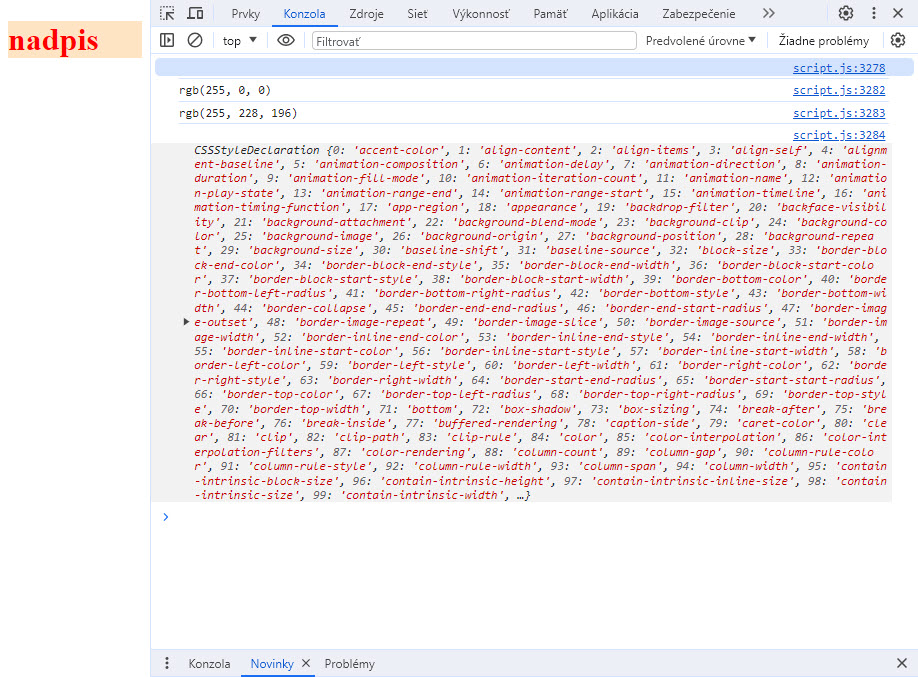 nadpis
Prvky Konzola Zdroje Sieť Výkonnosť Pamäť Aplikácia Zabezpečenie
top Filtrovať Predvolené úrovne Žiadne problémy
script.js:3278
rgb(255, 0, 0) script.js:3282
rgb(255, 228, 196) script.js:3283
script.js:3284
CSSStyleDeclaration {0: 'accent-color', 1: 'align-content', 2: 'align-items', 3: 'align-self', 4: 'alignm
ent-baseline', 5: 'animation-composition', 6: 'animation-delay', 7: 'animation-direction', 8: 'animation-
duration', 9: 'animation-fill-mode', 10: 'animation-iteration-count', 11: 'animation-name', 12: 'animatio
n-play-state', 13: 'animation-range-end', 14: 'animation-range-start', 15: 'animation-timeline', 16: 'ani
mation-timing-function', 17: 'app-region', 18: 'appearance', 19: 'backdrop-filter', 20: 'backface-visibil
ity', 21: 'background-attachment', 22: 'background-blend-mode', 23: 'background-clip', 24: 'background-co
lor', 25: 'background-image', 26: 'background-origin', 27: 'background-position', 28: 'background-repea
t', 29: 'background-size', 30: 'baseline-shift', 31: 'baseline-source', 32: 'block-size', 33: 'border-blo
ck-end-color', 34: 'border-block-end-style', 35: 'border-block-end-width', 36: 'border-block-start-colo
r', 37: 'border-block-start-style', 38: 'border-block-start-width', 39: 'border-bottom-color', 40: 'borde
r-bottom-left-radius', 41: 'border-bottom-right-radius', 42: 'border-bottom-style', 43: 'border-bottom-wi
dth', 44: 'border-collapse', 45: 'border-end-end-radius', 46: 'border-end-start-radius', 47: 'border-imag
e-outset', 48: 'border-image-repeat', 49: 'border-image-slice', 50: 'border-image-source', 51: 'border-im
age-width', 52: 'border-inline-end-color', 53: 'border-inline-end-style', 54: 'border-inline-end-width',
55: 'border-inline-start-color', 56: 'border-inline-start-style', 57: 'border-inline-start-width', 58: 'b
order-left-color', 59: 'border-left-style', 60: 'border-left-width', 61: 'border-right-color', 62: 'borde
r-right-style', 63: 'border-right-width', 64: 'border-start-end-radius', 65: 'border-start-start-radius',
66: 'border-top-color', 67: 'border-top-left-radius', 68: 'border-top-right-radius', 69: 'border-top-styl
e', 70: 'border-top-width', 71: 'bottom', 72: 'box-shadow', 73: 'box-sizing', 74: 'break-after', 75: 'bre
ak-before', 76: 'break-inside', 77: 'buffered-rendering', 78: 'caption-side', 79: 'caret-color', 80: 'cle
ar', 81: 'clip', 82: 'clip-path', 83: 'clip-rule', 84: 'color', 85: 'color-interpolation', 86: 'color-int
erpolation-filters', 87: 'color-rendering', 88: 'column-count', 89: 'column-gap', 90: 'column-rule-colo
r', 91: 'column-rule-style', 92: 'column-rule-width', 93: 'column-span', 94: 'column-width', 95: 'contain
-intrinsic-block-size', 96: 'contain-intrinsic-height', 97: 'contain-intrinsic-inline-size', 98: 'contain
-intrinsic-size', 99: 'contain-intrinsic-width', …}
Konzola Novinky Problémy